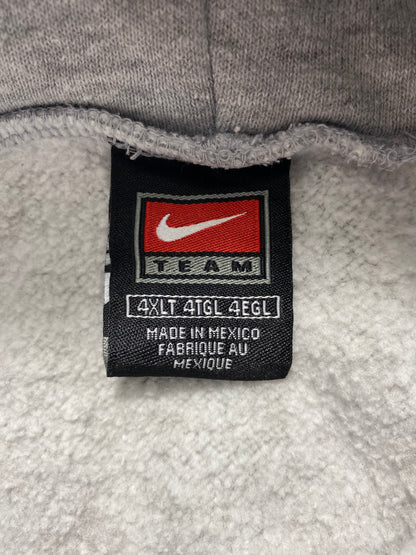 TEAM
4XLT 4TGL 4EGL
MADE IN MEXICO
FABRIQUE AU
MEXIQUE